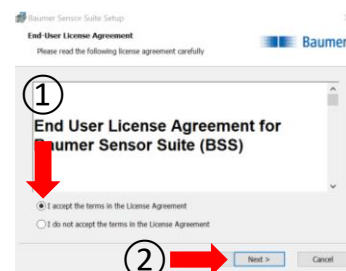 Baumer Sensor Suite Setup
End-User License Agreement
Please read the following license agreement carefully
Baumer
1
End User License Agreement for
Baumer Sensor Suite (BSS)
I accept the terms in the License Agreement
I do not accept the terms in the License Agreement
2
Next >
Cancel